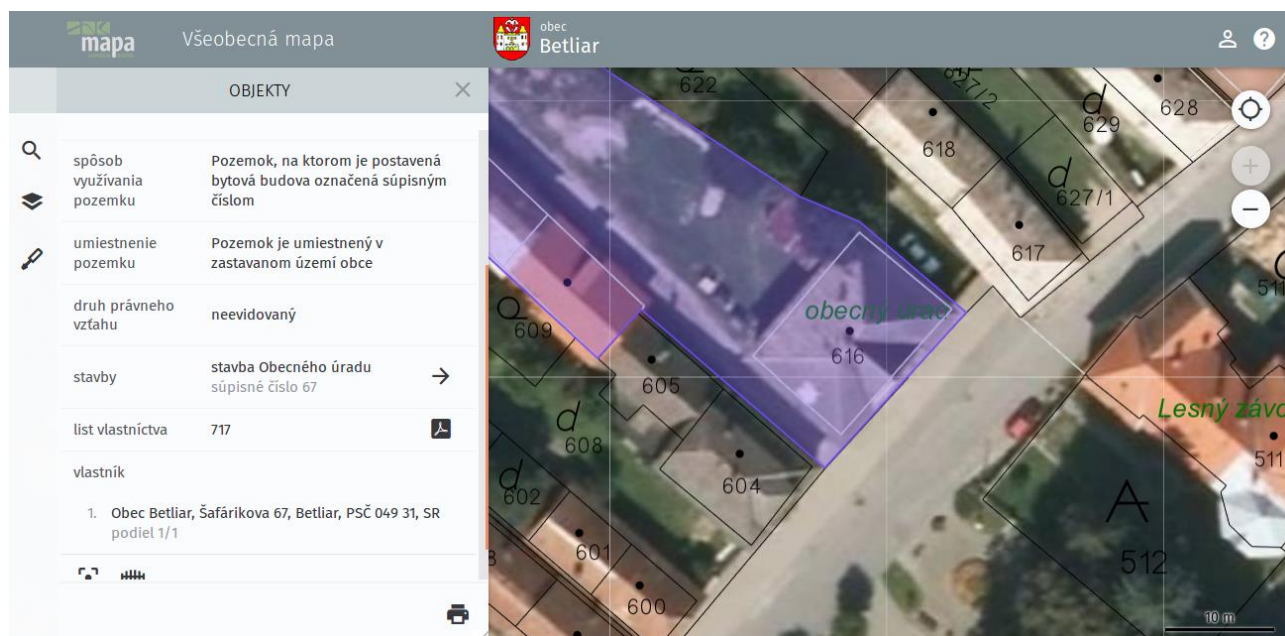 mapa
Všeobecná mapa
obec
Betliar
OBJEKTY
spôsob
využívania
pozemku
Pozemok, na ktorom je postavená
bytová budova označená súpisným
číslom
umiestnenie
pozemku
Pozemok je umiestnený v
zastavanom území obce
druh právneho
vzťahu
neevidovaný
stavby
stavba Obecného úradu
súpisné číslo 67
list vlastníctva
717
vlastník
1. Obec Betliar, Šafárikova 67, Betliar, PSČ 049 31, SR
podiel 1/1
622
627/2
d
629
628
618
d
627/1
617
511
609
obecný úrad
616
605
d
608
Lesný závo
511
604
d
602
A
512
601
600
10 m